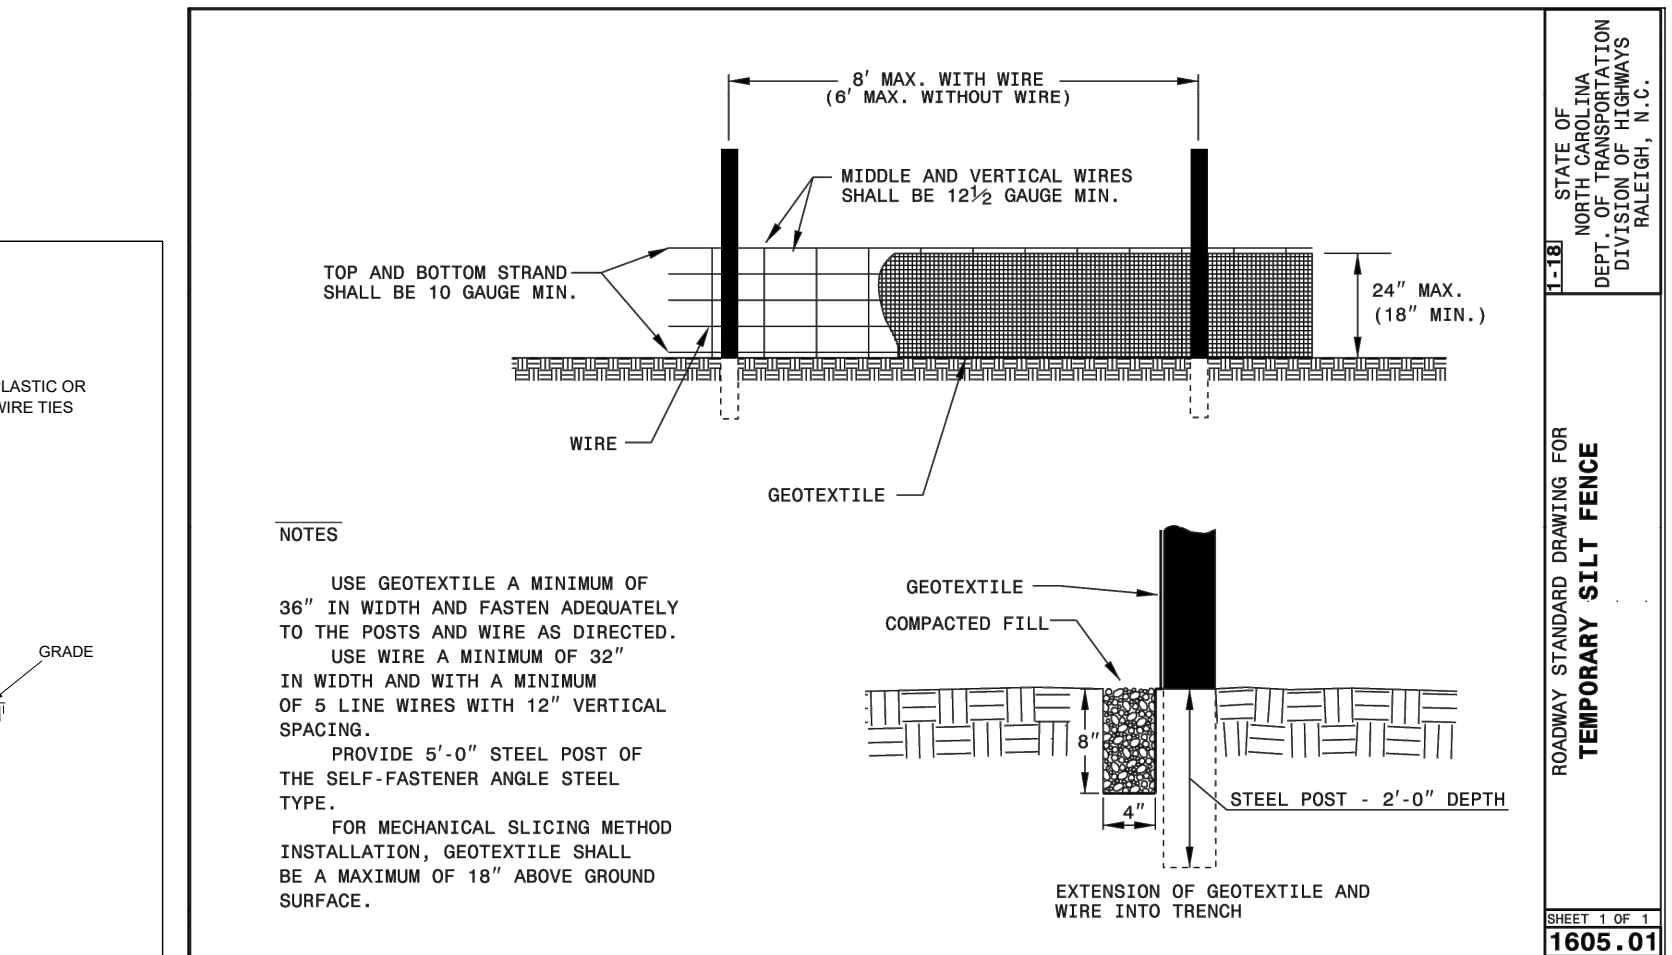 8' MAX. WITH WIRE
(6' MAX. WITHOUT WIRE)
MIDDLE AND VERTICAL WIRES
SHALL BE 12½ GAUGE MIN.
TOP AND BOTTOM STRAND
SHALL BE 10 GAUGE MIN.
24" MAX.
(18" MIN.)
WIRE
GEOTEXTILE
NOTES
USE GEOTEXTILE A MINIMUM OF
36" IN WIDTH AND FASTEN ADEQUATELY
TO THE POSTS AND WIRE AS DIRECTED.
USE WIRE A MINIMUM OF 32"
IN WIDTH AND WITH A MINIMUM
OF 5 LINE WIRES WITH 12" VERTICAL
SPACING.
PROVIDE 5'-0" STEEL POST OF
THE SELF-FASTENER ANGLE STEEL
TYPE.
FOR MECHANICAL SLICING METHOD
INSTALLATION, GEOTEXTILE SHALL
BE A MAXIMUM OF 18" ABOVE GROUND
SURFACE.
GEOTEXTILE
COMPACTED FILL
8"
4"
STEEL POST - 2'-0" DEPTH
EXTENSION OF GEOTEXTILE AND
WIRE INTO TRENCH
1-18
STATE OF
NORTH CAROLINA
DEPT. OF TRANSPORTATION
DIVISION OF HIGHWAYS
RALEIGH, N.C.
ROADWAY STANDARD DRAWING FOR
TEMPORARY SILT FENCE
SHEET 1 OF 1
1605.01
LASTIC OR
WIRE TIES
GRADE